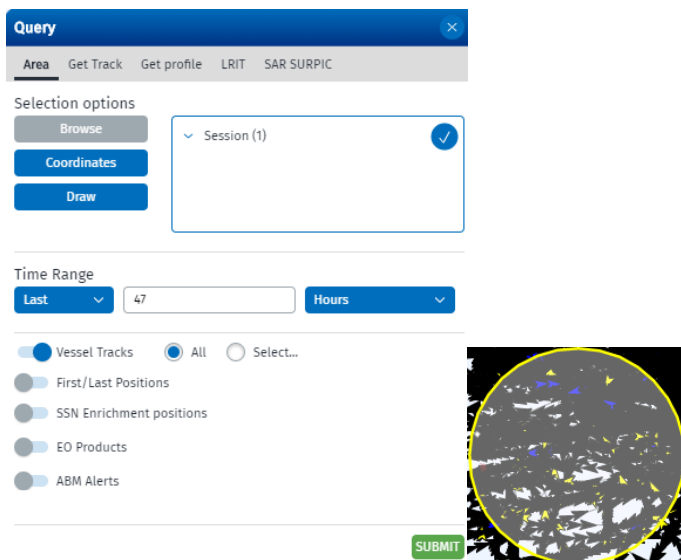 Query
Area Get Track Get profile LRIT SAR SURPIC
Selection options
Browse
Session (1)
Coordinates
Draw
Time Range
Last 47 Hours
Vessel Tracks All Select...
First/Last Positions
SSN Enrichment positions
EO Products
ABM Alerts
SUBMIT